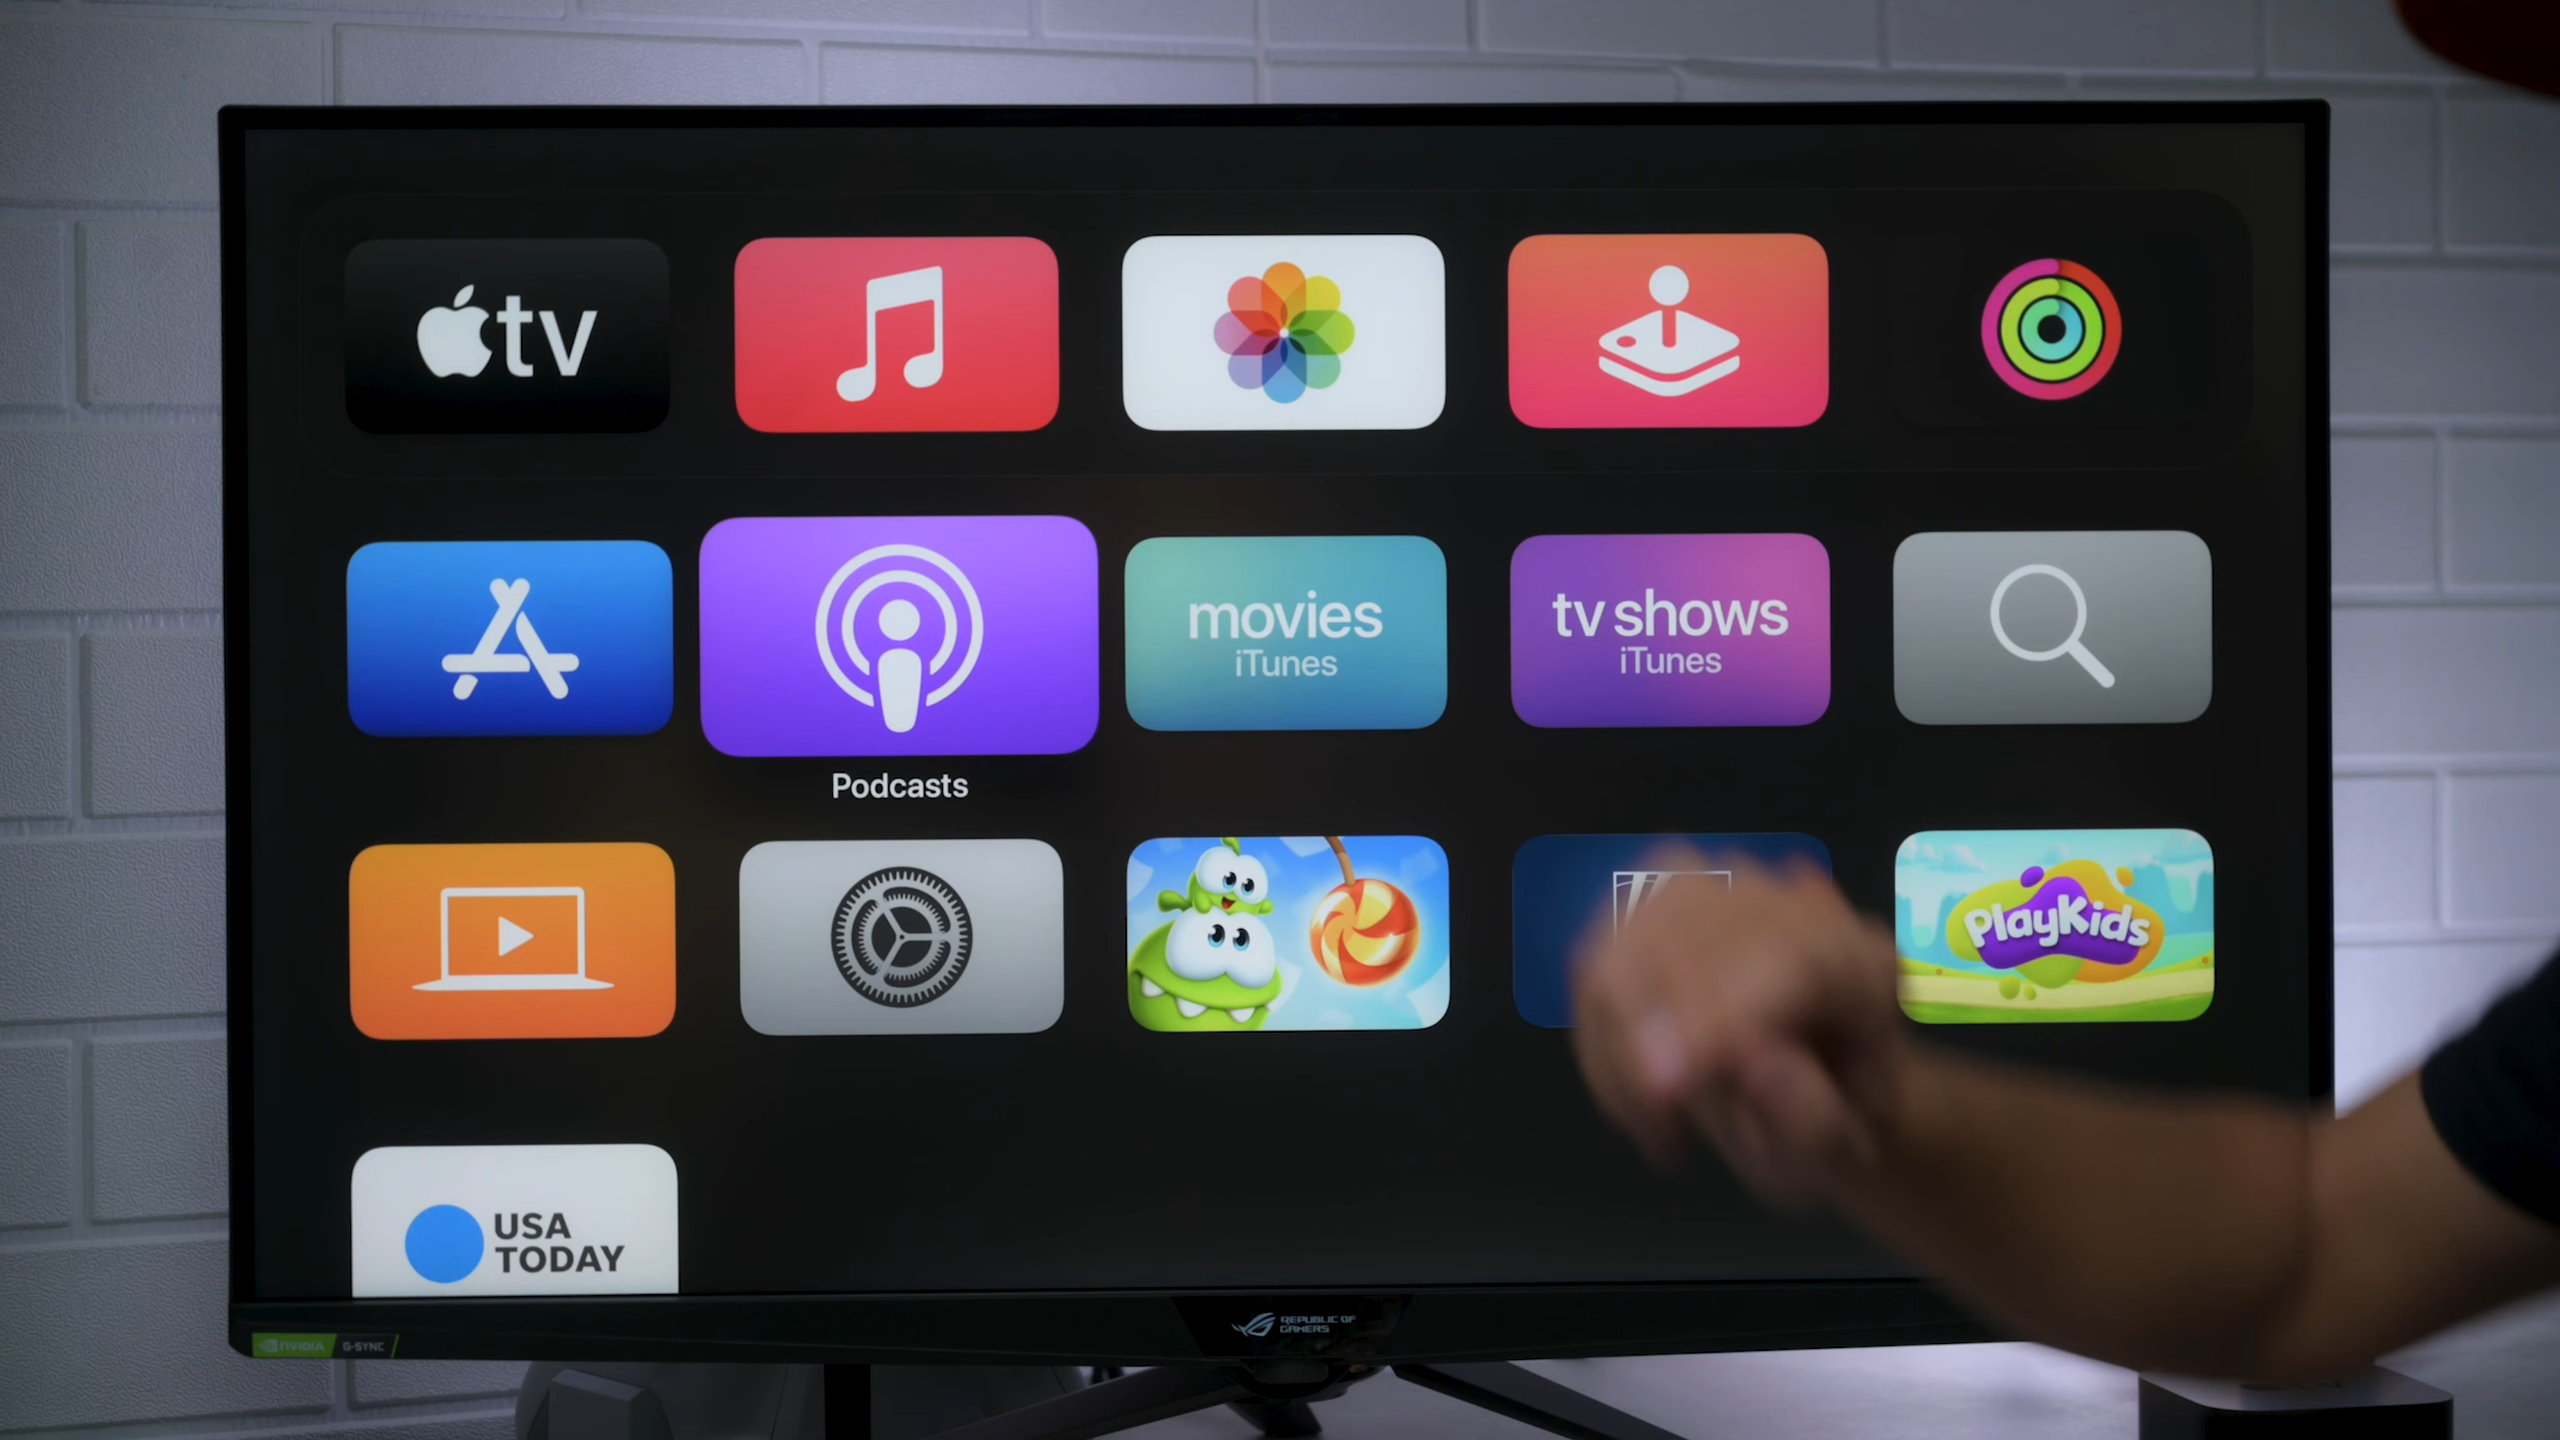 tv
movies
iTunes
tv shows
iTunes
Podcasts
PlayKids
USA
TODAY
NVIDIA G-SYNC
REPUBLIC OF
GAMERS